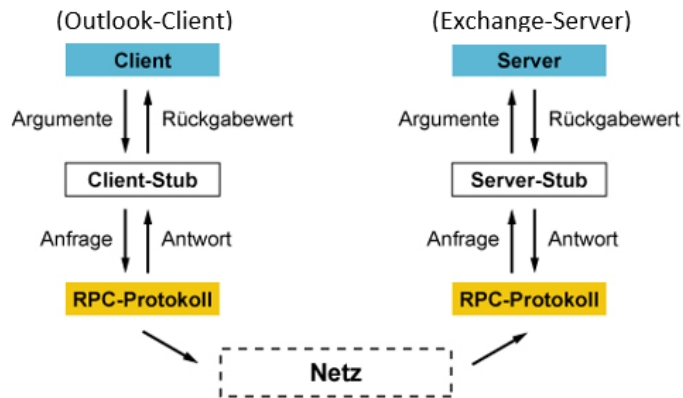 (Outlook-Client)
(Exchange-Server)
Client
Server
Argumente
Rückgabewert
Argumente
Rückgabewert
Client-Stub
Server-Stub
Anfrage
Antwort
Anfrage
Antwort
RPC-Protokoll
RPC-Protokoll
Netz